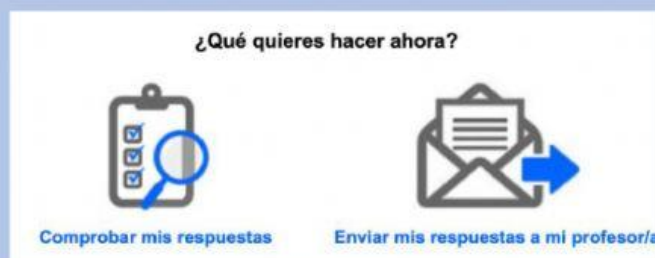 ¿Qué quieres hacer ahora?
Comprobar mis respuestas
Enviar mis respuestas a mi profesor/a